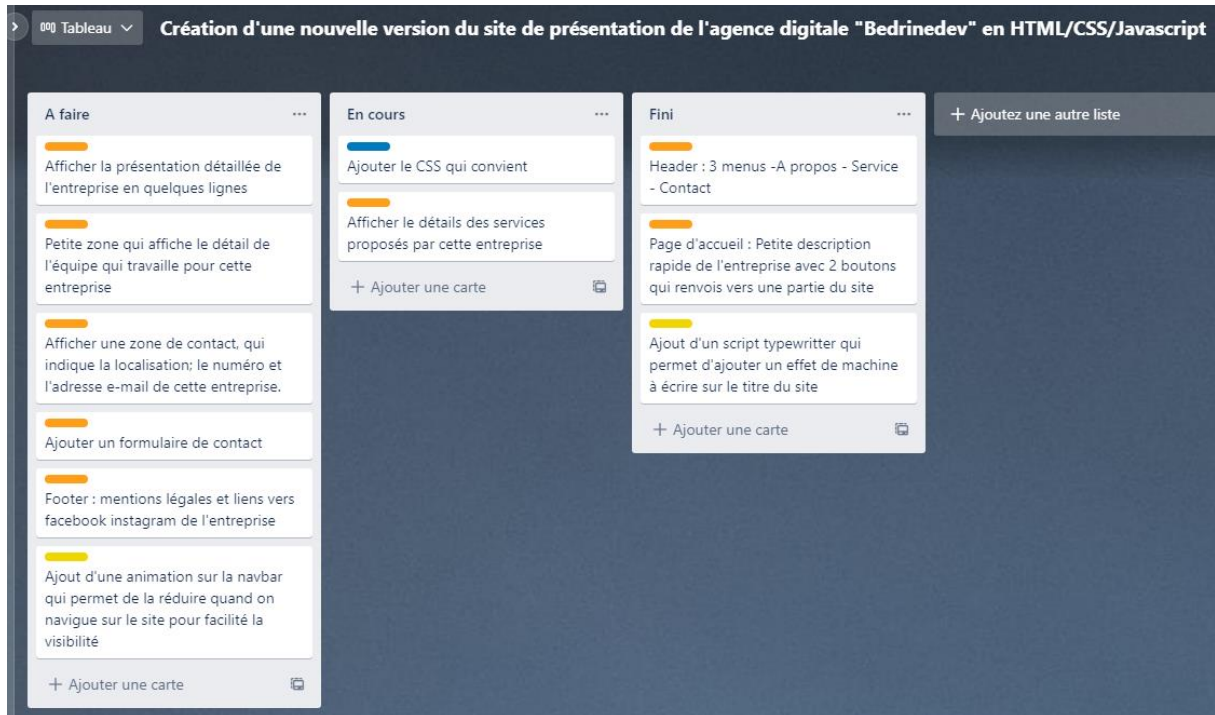 Tableau
Création d'une nouvelle version du site de présentation de l'agence digitale "Bedrinedev" en HTML/CSS/Javascript
A faire
Afficher la présentation détaillée de
l'entreprise en quelques lignes
Petite zone qui affiche le détail de
l'équipe qui travaille pour cette
entreprise
Afficher une zone de contact, qui
indique la localisation; le numéro et
l'adresse e-mail de cette entreprise.
Ajouter un formulaire de contact
Footer : mentions légales et liens vers
facebook instagram de l'entreprise
Ajout d'une animation sur la navbar
qui permet de la réduire quand on
navigue sur le site pour facilité la
visibilité
+ Ajouter une carte
En cours
Ajouter le CSS qui convient
Afficher le détails des services
proposés par cette entreprise
+ Ajouter une carte
Fini
Header : 3 menus -A propos - Service
- Contact
Page d'accueil : Petite description
rapide de l'entreprise avec 2 boutons
qui renvois vers une partie du site
Ajout d'un script typewritter qui
permet d'ajouter un effet de machine
à écrire sur le titre du site
+ Ajouter une carte
+ Ajoutez une autre liste